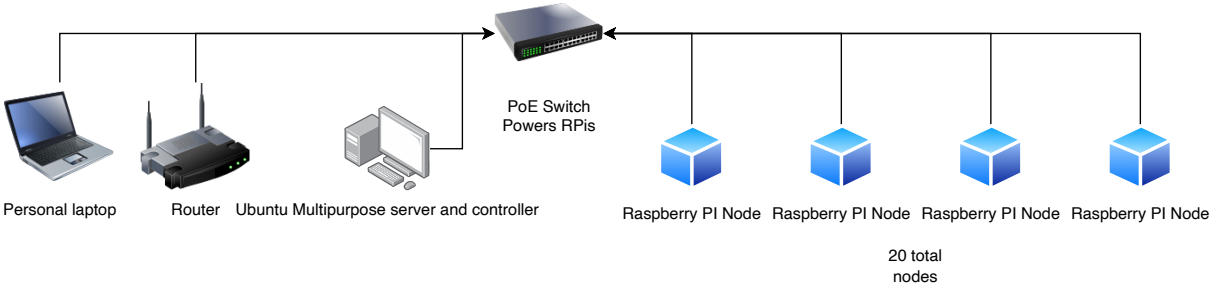 PoE Switch
Powers RPis
Personal laptop
Router
Ubuntu Multipurpose server and controller
Raspberry PI Node
Raspberry PI Node
Raspberry PI Node
Raspberry PI Node
20 total
nodes